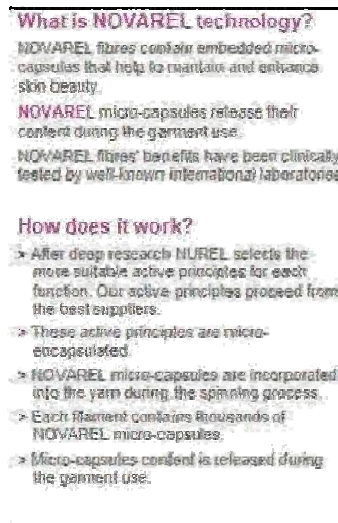 What is NOVAREL technology?
NOVAREL fibres contain embedded micro-
capsules that help to maintain and enhance
skin beauty.
NOVAREL micro-capsules release their
content during the garment use.
NOVAREL fibres' benefits have been clinically
tested by well-known international laboratories
How does it work?
> After deep research NUREL selects the
more suitable active principles for each
function. Our active principles proceed from
the best suppliers.
> These active principles are micro-
encapsulated.
> NOVAREL micro-capsules are incorporated
into the yarn during the spinning process.
> Each filament contains thousands of
NOVAREL micro-capsules.
> Micro-capsules content is released during
the garment use.